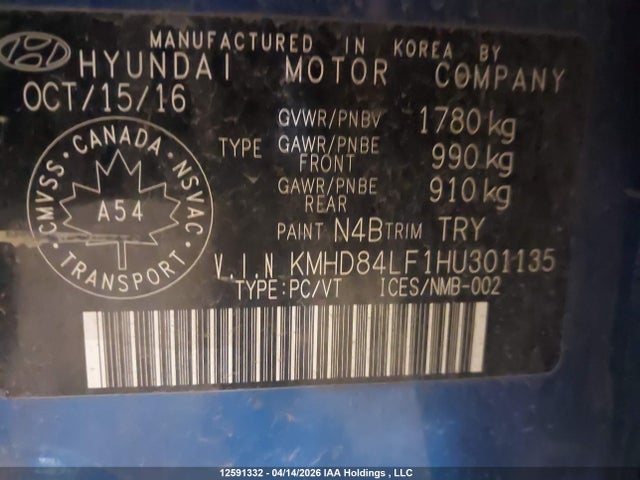 MANUFACTURED IN KOREA BY
HYUNDAI MOTOR COMPANY
OCT/15/16
GVWR/PNBV 1780 kg
TYPE GAWR/PNBE FRONT 990 kg
GAWR/PNBE REAR 910 kg
PAINT N4B TRIM TRY
V.I.N KMHD84LF1HU301135
TYPE:PC/VT ICES/NMB-002
CMVSS · CANADA · NSVAC · TRANSPORT ·
A54
12591332 - 04/14/2026 IAA Holdings , LLC